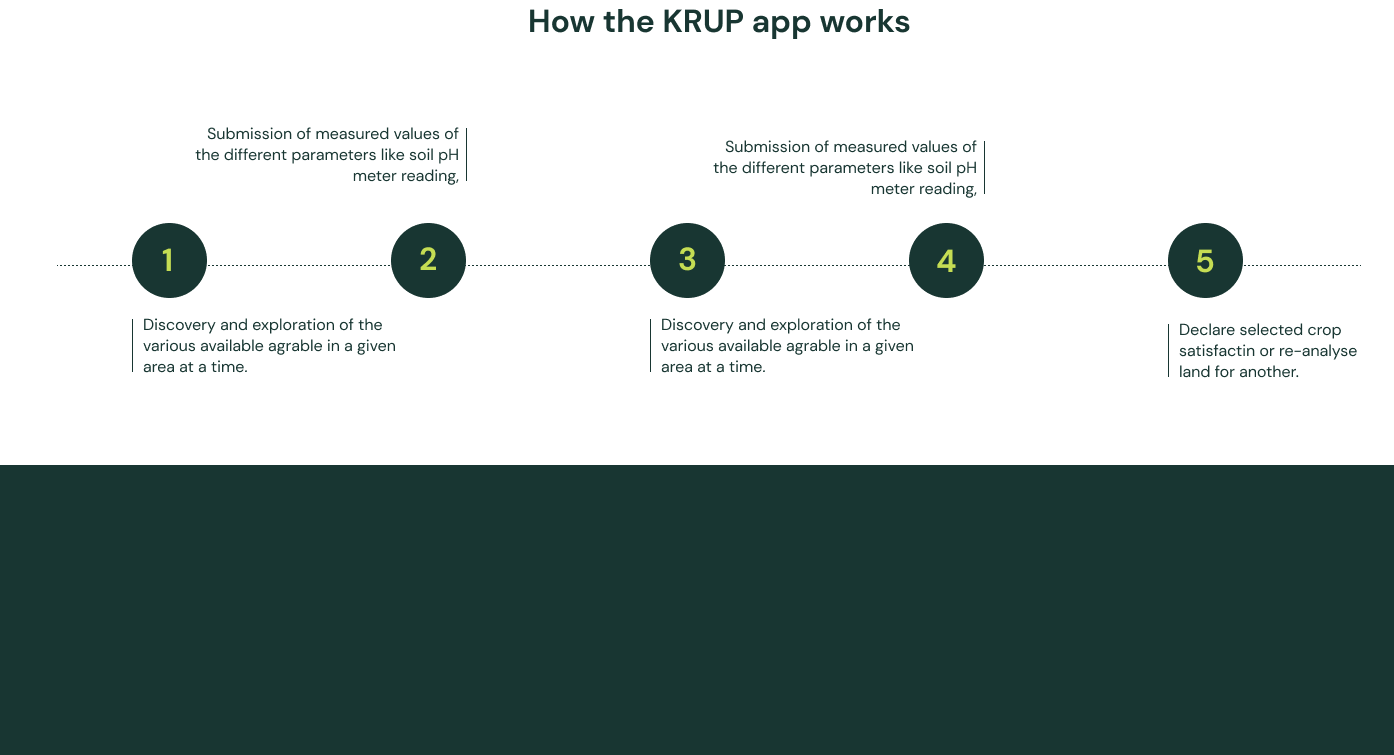 How the KRUP app works
Submission of measured values of
the different parameters like soil pH
meter reading,
Submission of measured values of
the different parameters like soil pH
meter reading,
1
2
3
4
5
Discovery and exploration of the
various available agrable in a given
area at a time.
Discovery and exploration of the
various available agrable in a given
area at a time.
Declare selected crop
satisfactin or re-analyse
land for another.